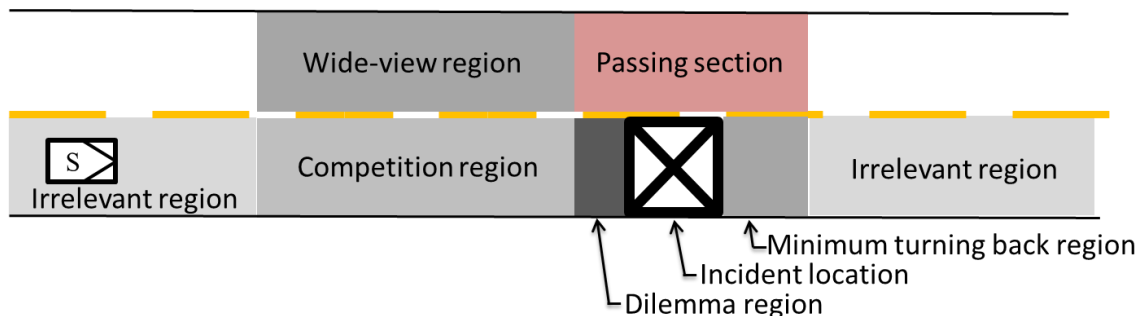 Wide-view region
Passing section
S
Irrelevant region
Competition region
Irrelevant region
Minimum turning back region
Incident location
Dilemma region